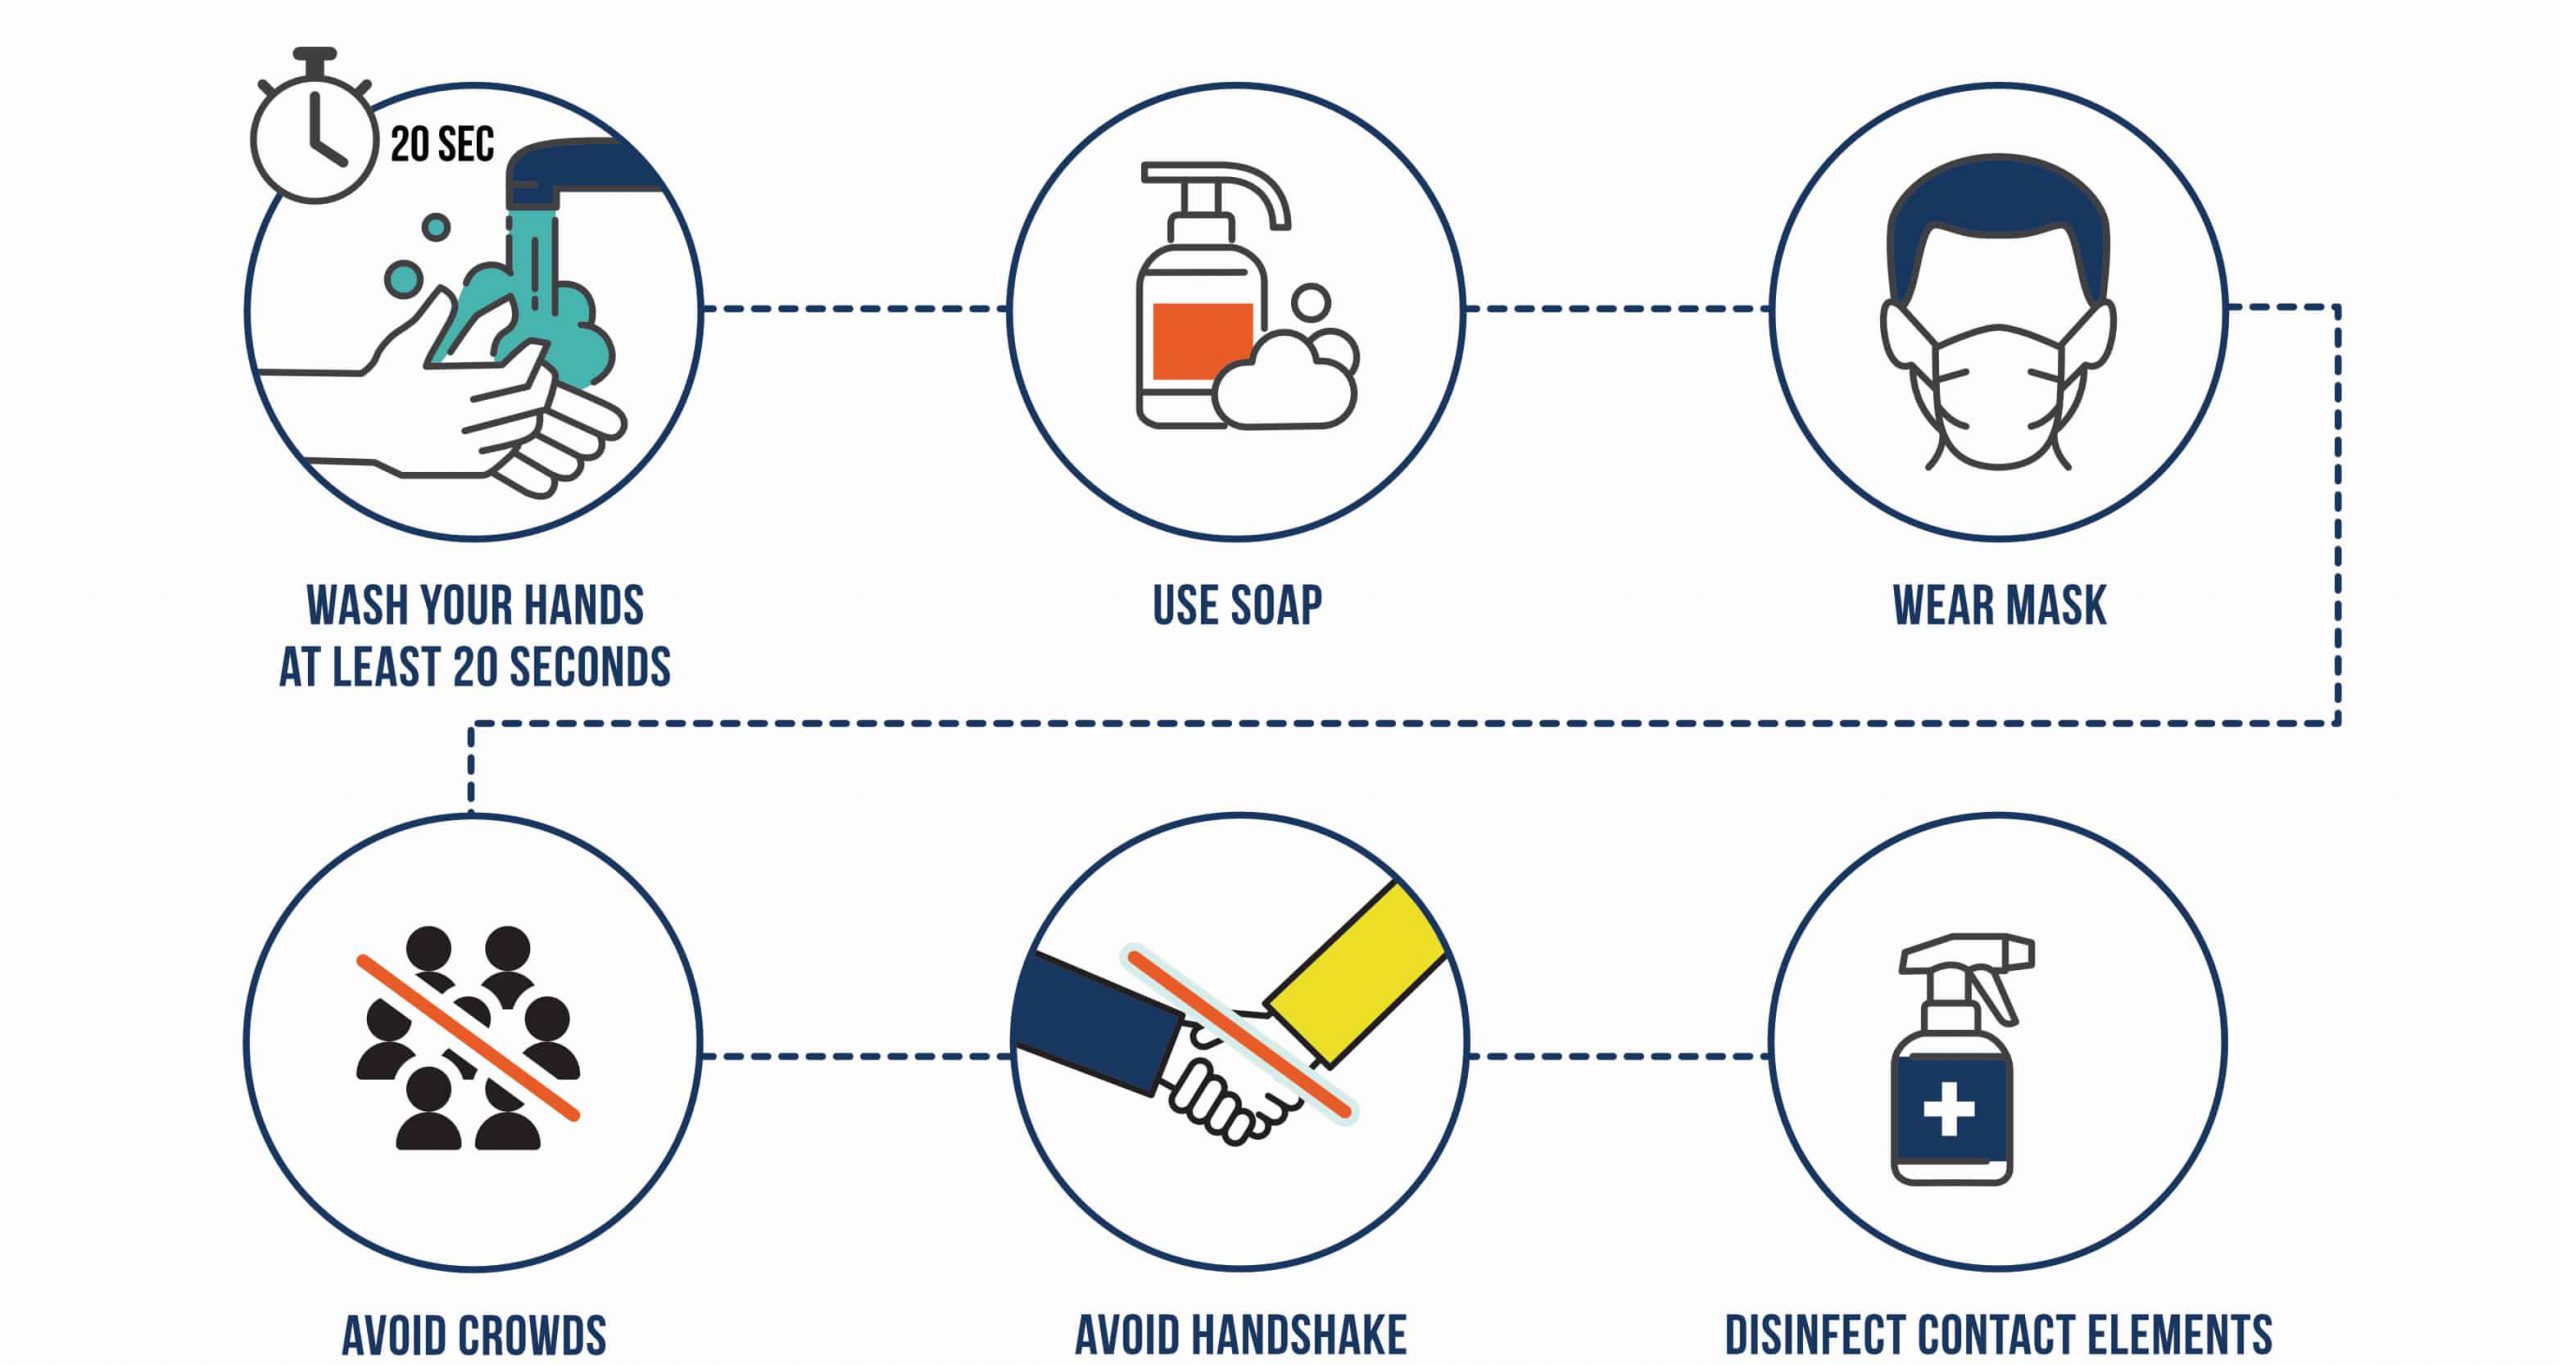 20 SEC
WASH YOUR HANDS
AT LEAST 20 SECONDS
USE SOAP
WEAR MASK
AVOID CROWDS
AVOID HANDSHAKE
DISINFECT CONTACT ELEMENTS